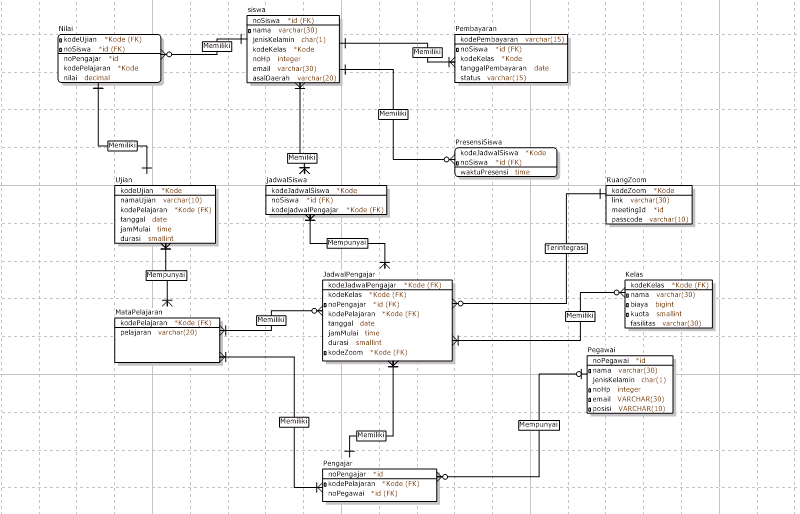 siswa
noSiswa *id (FK)
nama varchar(30)
jenisKelamin char(1)
kodeKelas *Kode
noHp integer
email varchar(30)
asalDaerah varchar(20)
Nilai
kodeUjian *Kode (FK)
noSiswa *id (FK)
noPengajar *id
kodePelajaran *Kode
nilai decimal
Memiliki
Pembayaran
kodePembayaran varchar(15)
noSiswa *id (FK)
kodeKelas *Kode
tanggalPembayaran date
status varchar(15)
Memiliki
Memiliki
PresensiSiswa
kodeJadwalSiswa *Kode
noSiswa *id (FK)
waktuPresensi time
Memiliki
Memiliki
Ujian
kodeUjian *Kode
namaUjian varchar(10)
kodePelajaran *Kode (FK)
tanggal date
jamMulai time
durasi smallint
JadwalSiswa
kodeJadwalSiswa *Kode
noSiswa *id (FK)
kodeJadwalPengajar *Kode (FK)
RuangZoom
kodeZoom *Kode
link varchar(30)
meetingId *id
passcode varchar(10)
Mempunyai
Terintegrasi
Mempunyai
JadwalPengajar
kodeJadwalPengajar *Kode (FK)
kodeKelas *Kode (FK)
noPengajar *id (FK)
kodePelajaran *Kode (FK)
tanggal date
jamMulai time
durasi smallint
kodeZoom *Kode (FK)
Kelas
kodeKelas *Kode (FK)
nama varchar(30)
biaya bigint
kuota smallint
fasilitas varchar(30)
MataPelajaran
kodePelajaran *Kode (FK)
pelajaran varchar(20)
Memiliki
Memiliki
Pegawai
noPegawai *id
nama varchar(30)
jenisKelamin char(1)
noHp integer
email VARCHAR(30)
posisi VARCHAR(10)
Memiliki
Mempunyai
Memiliki
Pengajar
noPengajar *id
kodePelajaran *Kode (FK)
noPegawai *id (FK)